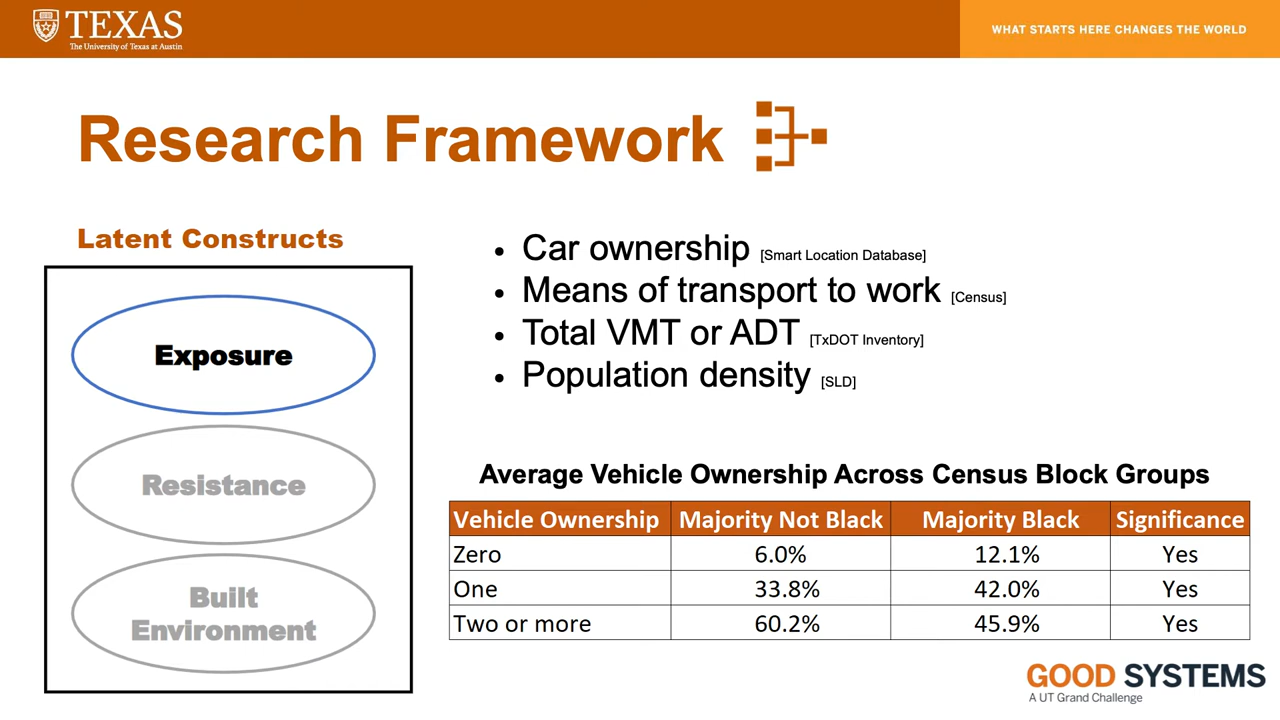 TEXAS
The University of Texas at Austin
WHAT STARTS HERE CHANGES THE WORLD
Research Framework
Latent Constructs
Exposure
Resistance
Built
Environment
• Car ownership [Smart Location Database]
• Means of transport to work [Census]
• Total VMT or ADT [TxDOT Inventory]
• Population density [SLD]
Average Vehicle Ownership Across Census Block Groups
Vehicle Ownership Majority Not Black Majority Black Significance
Zero 6.0% 12.1% Yes
One 33.8% 42.0% Yes
Two or more 60.2% 45.9% Yes
GOOD SYSTEMS
A UT Grand Challenge